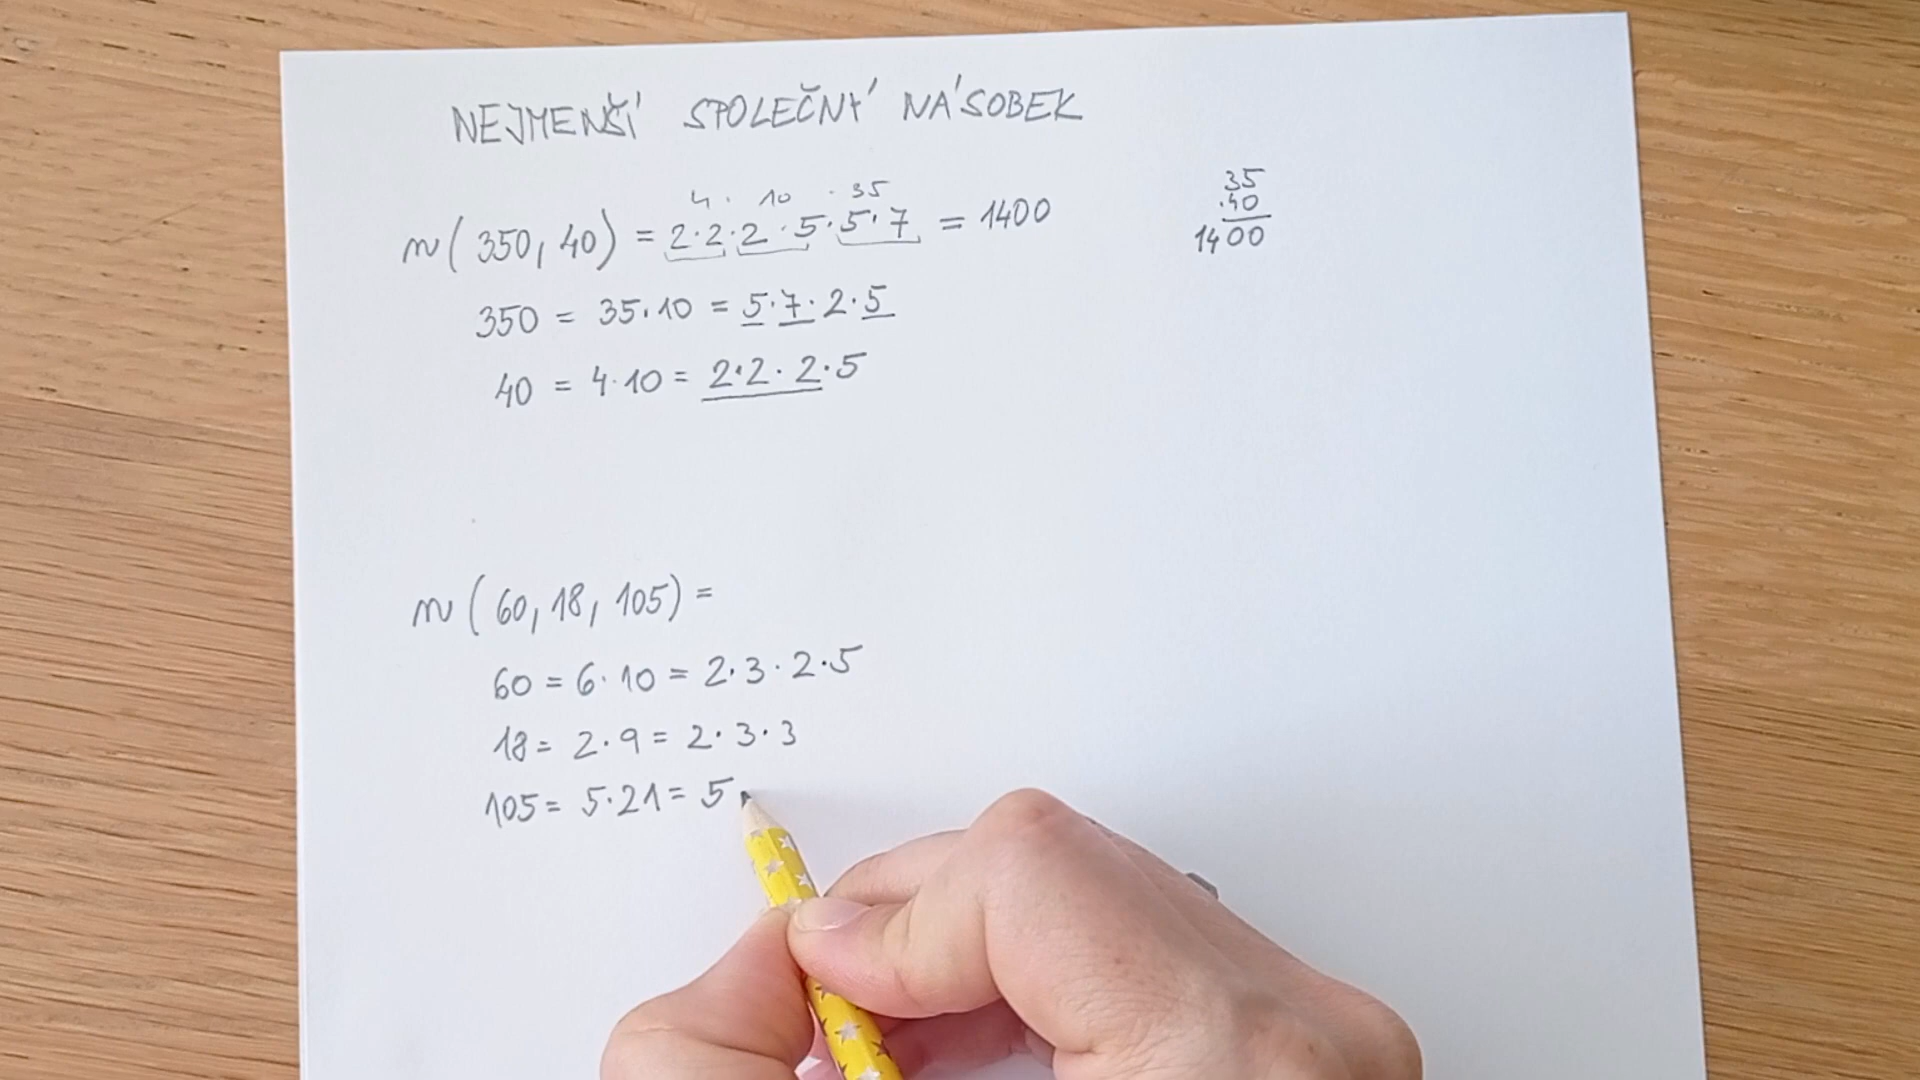 NEJMENŠÍ SPOLEČNÝ NÁSOBEK
4 · 10 · 35
n(350, 40) = 2·2·2·5·5·7 = 1400
350 = 35·10 = 5·7·2·5
40 = 4·10 = 2·2·2·5
35
·40
1400
n(60, 18, 105) =
60 = 6·10 = 2·3·2·5
18 = 2·9 = 2·3·3
105 = 5·21 = 5·